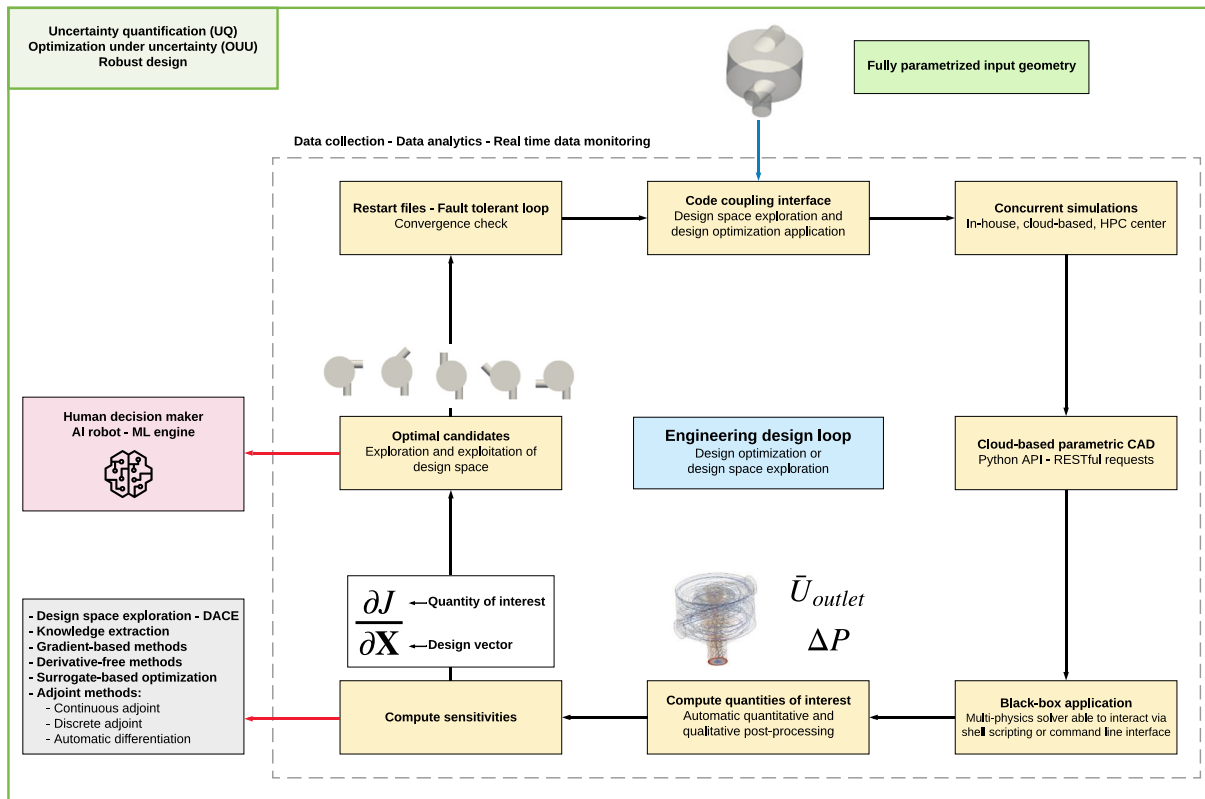 Uncertainty quantification (UQ)
Optimization under uncertainty (OUU)
Robust design
Fully parametrized input geometry
Data collection - Data analytics - Real time data monitoring
Restart files - Fault tolerant loop
Convergence check
Code coupling interface
Design space exploration and
design optimization application
Concurrent simulations
In-house, cloud-based, HPC center
Human decision maker
AI robot - ML engine
Optimal candidates
Exploration and exploitation of
design space
Engineering design loop
Design optimization or
design space exploration
Cloud-based parametric CAD
Python API - RESTful requests
∂J
Quantity of interest
∂X
Design vector
Ū_outlet
ΔP
- Design space exploration - DACE
- Knowledge extraction
- Gradient-based methods
- Derivative-free methods
- Surrogate-based optimization
- Adjoint methods:
- Continuous adjoint
- Discrete adjoint
- Automatic differentiation
Compute sensitivities
Compute quantities of interest
Automatic quantitative and
qualitative post-processing
Black-box application
Multi-physics solver able to interact via
shell scripting or command line interface